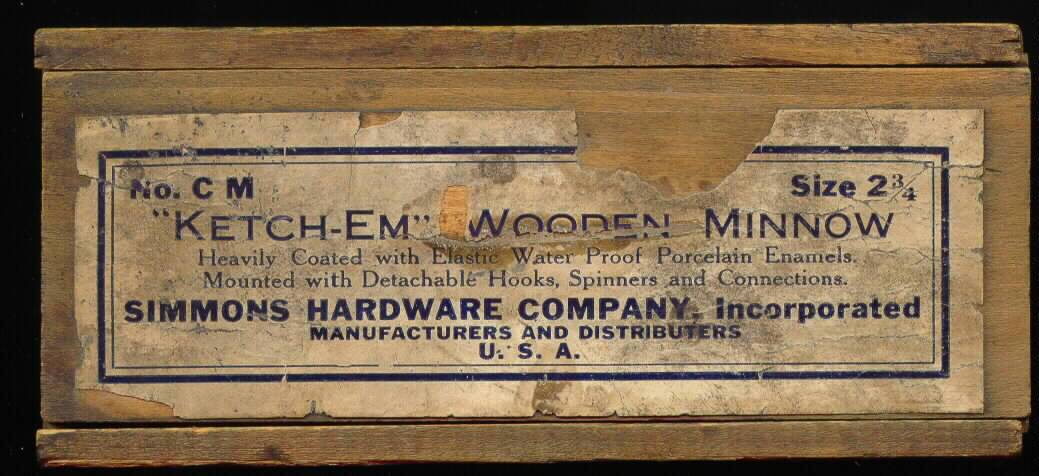 No. C M Size 2¾
"KETCH-EM" WOODEN MINNOW
Heavily Coated with Elastic Water Proof Porcelain Enamels.
Mounted with Detachable Hooks, Spinners and Connections.
SIMMONS HARDWARE COMPANY, Incorporated
MANUFACTURERS AND DISTRIBUTERS
U. S. A.